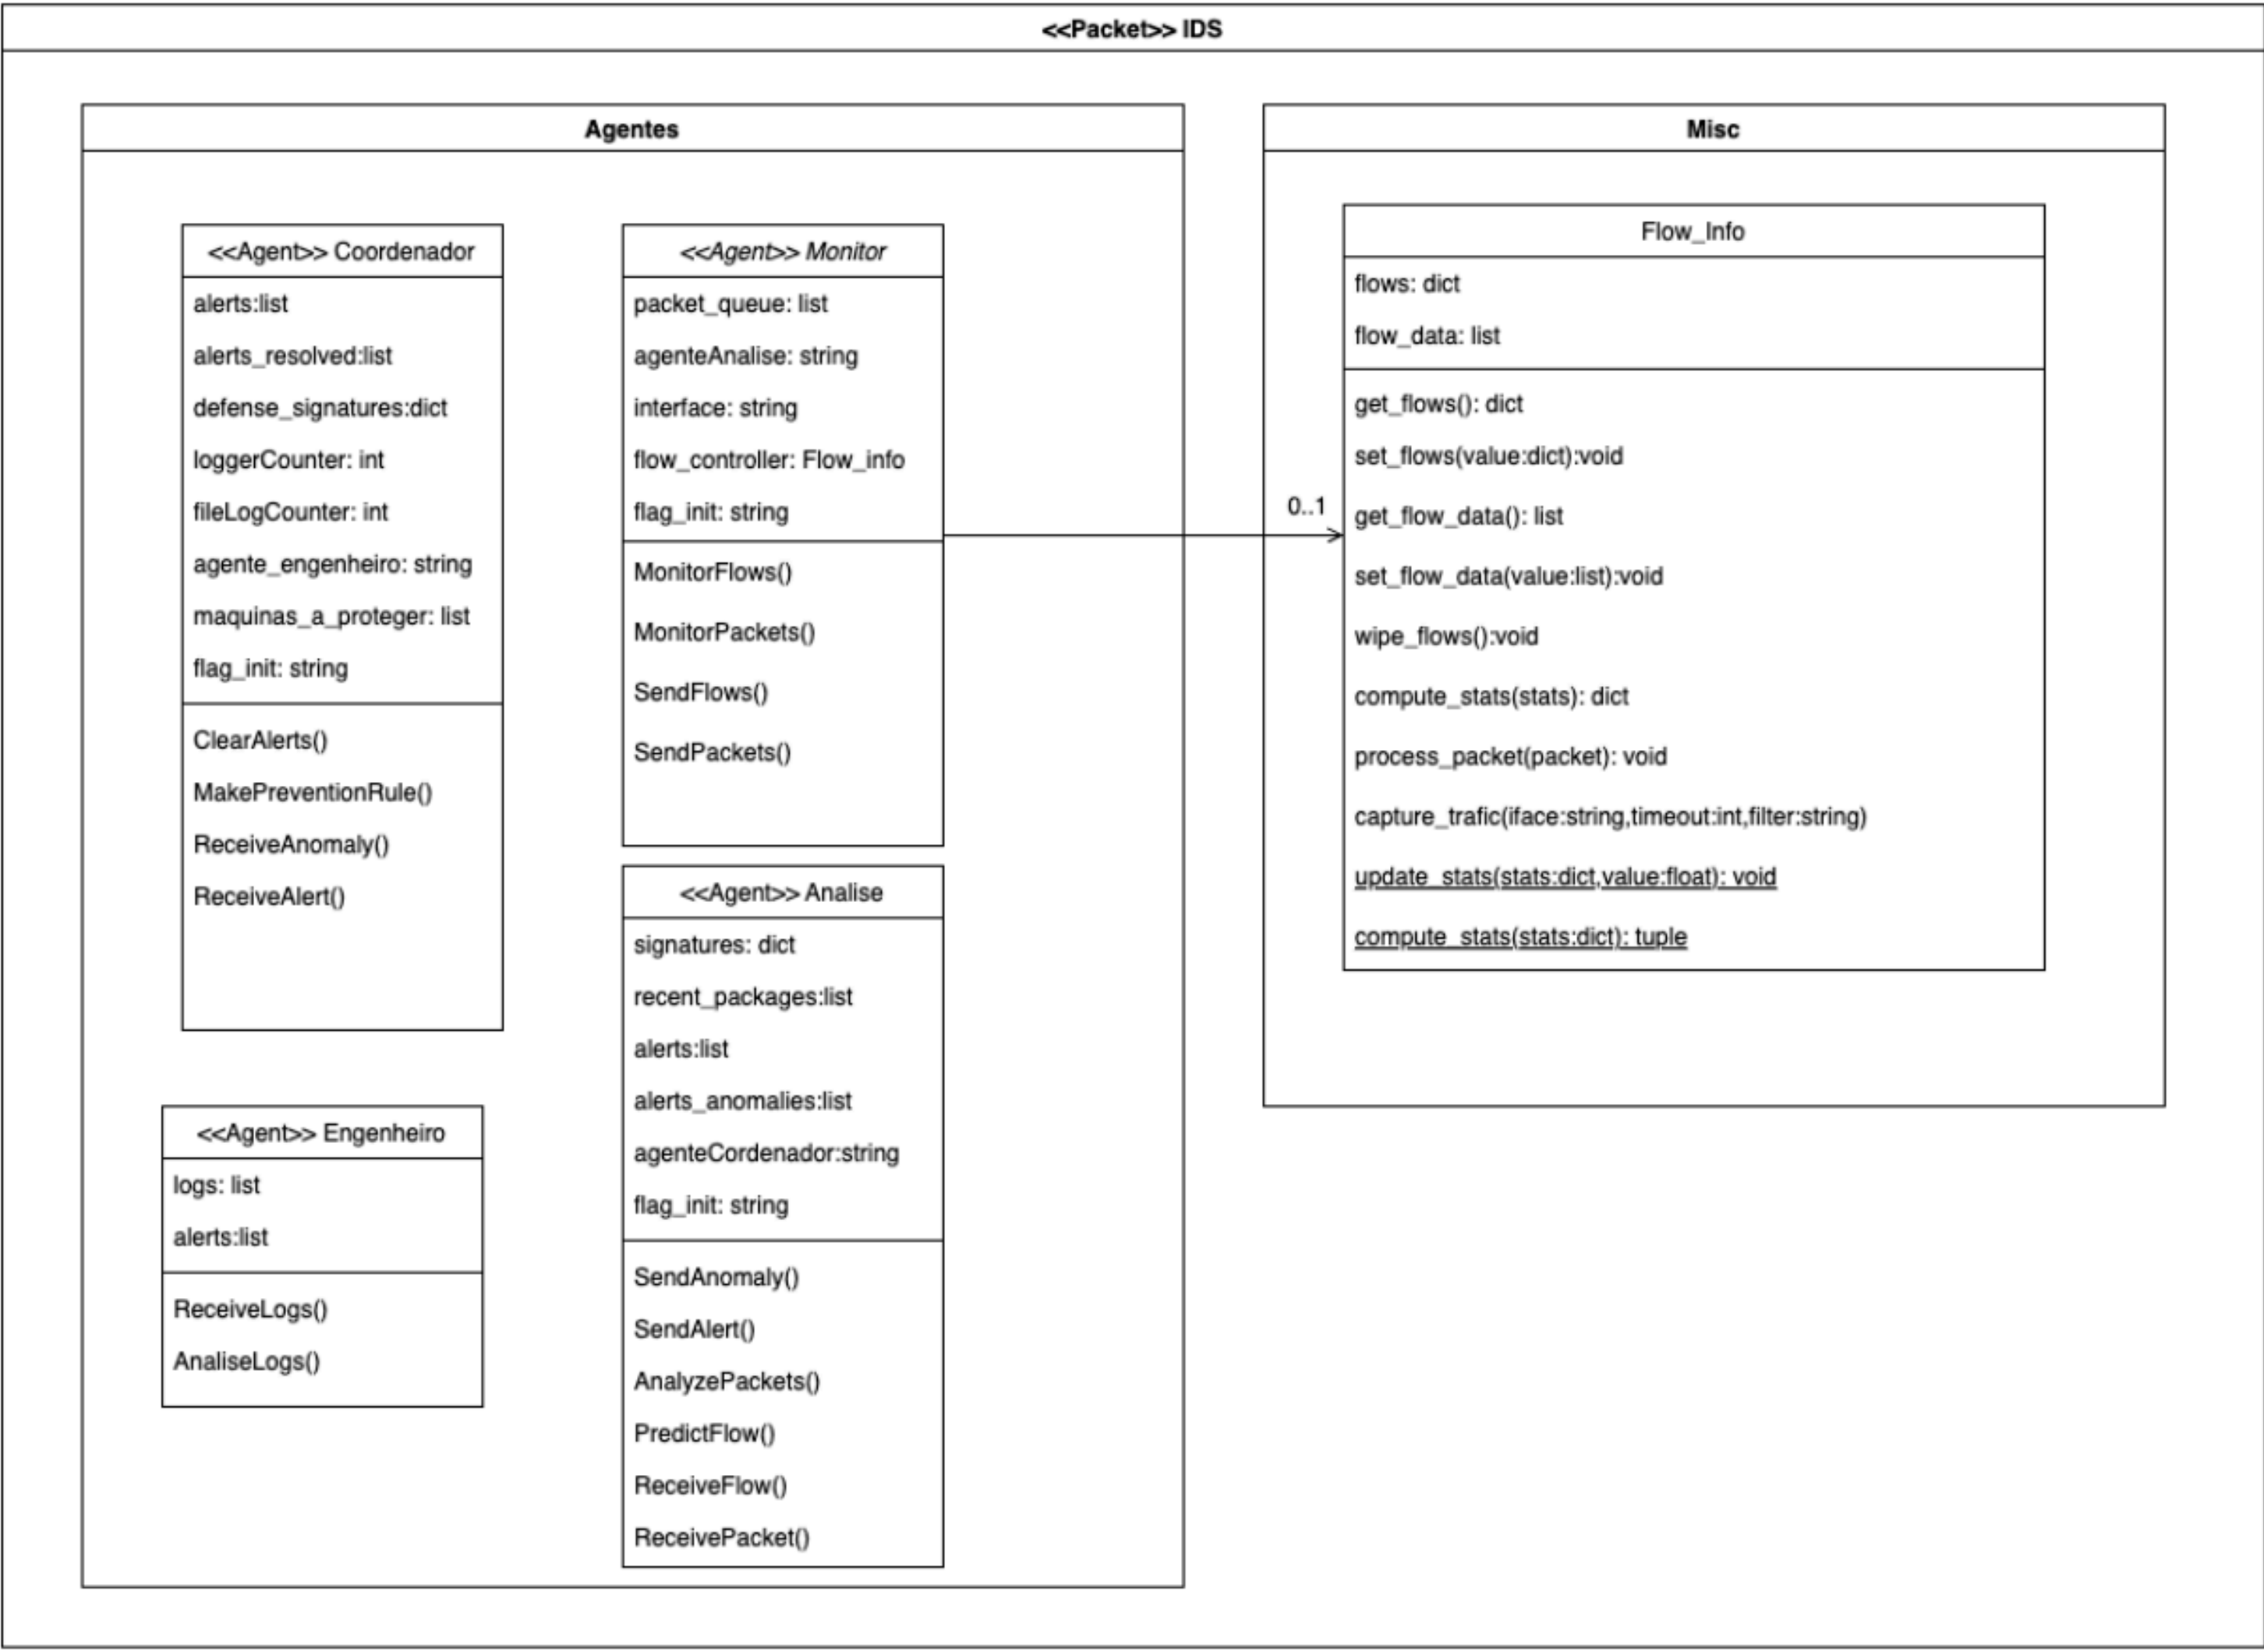 <<Packet>> IDS
Agentes
<<Agent>> Coordenador
alerts:list
alerts_resolved:list
defense_signatures:dict
loggerCounter: int
fileLogCounter: int
agente_engenheiro: string
maquinas_a_proteger: list
flag_init: string
ClearAlerts()
MakePreventionRule()
ReceiveAnomaly()
ReceiveAlert()
<<Agent>> Engenheiro
logs: list
alerts:list
ReceiveLogs()
AnaliseLogs()
<<Agent>> Monitor
packet_queue: list
agenteAnalise: string
interface: string
flow_controller: Flow_info
flag_init: string
MonitorFlows()
MonitorPackets()
SendFlows()
SendPackets()
<<Agent>> Analise
signatures: dict
recent_packages:list
alerts:list
alerts_anomalies:list
agenteCordenador:string
flag_init: string
SendAnomaly()
SendAlert()
AnalyzePackets()
PredictFlow()
ReceiveFlow()
ReceivePacket()
0..1
Misc
Flow_Info
flows: dict
flow_data: list
get_flows(): dict
set_flows(value:dict):void
get_flow_data(): list
set_flow_data(value:list):void
wipe_flows():void
compute_stats(stats): dict
process_packet(packet): void
capture_trafic(iface:string,timeout:int,filter:string)
update_stats(stats:dict,value:float): void
compute_stats(stats:dict): tuple